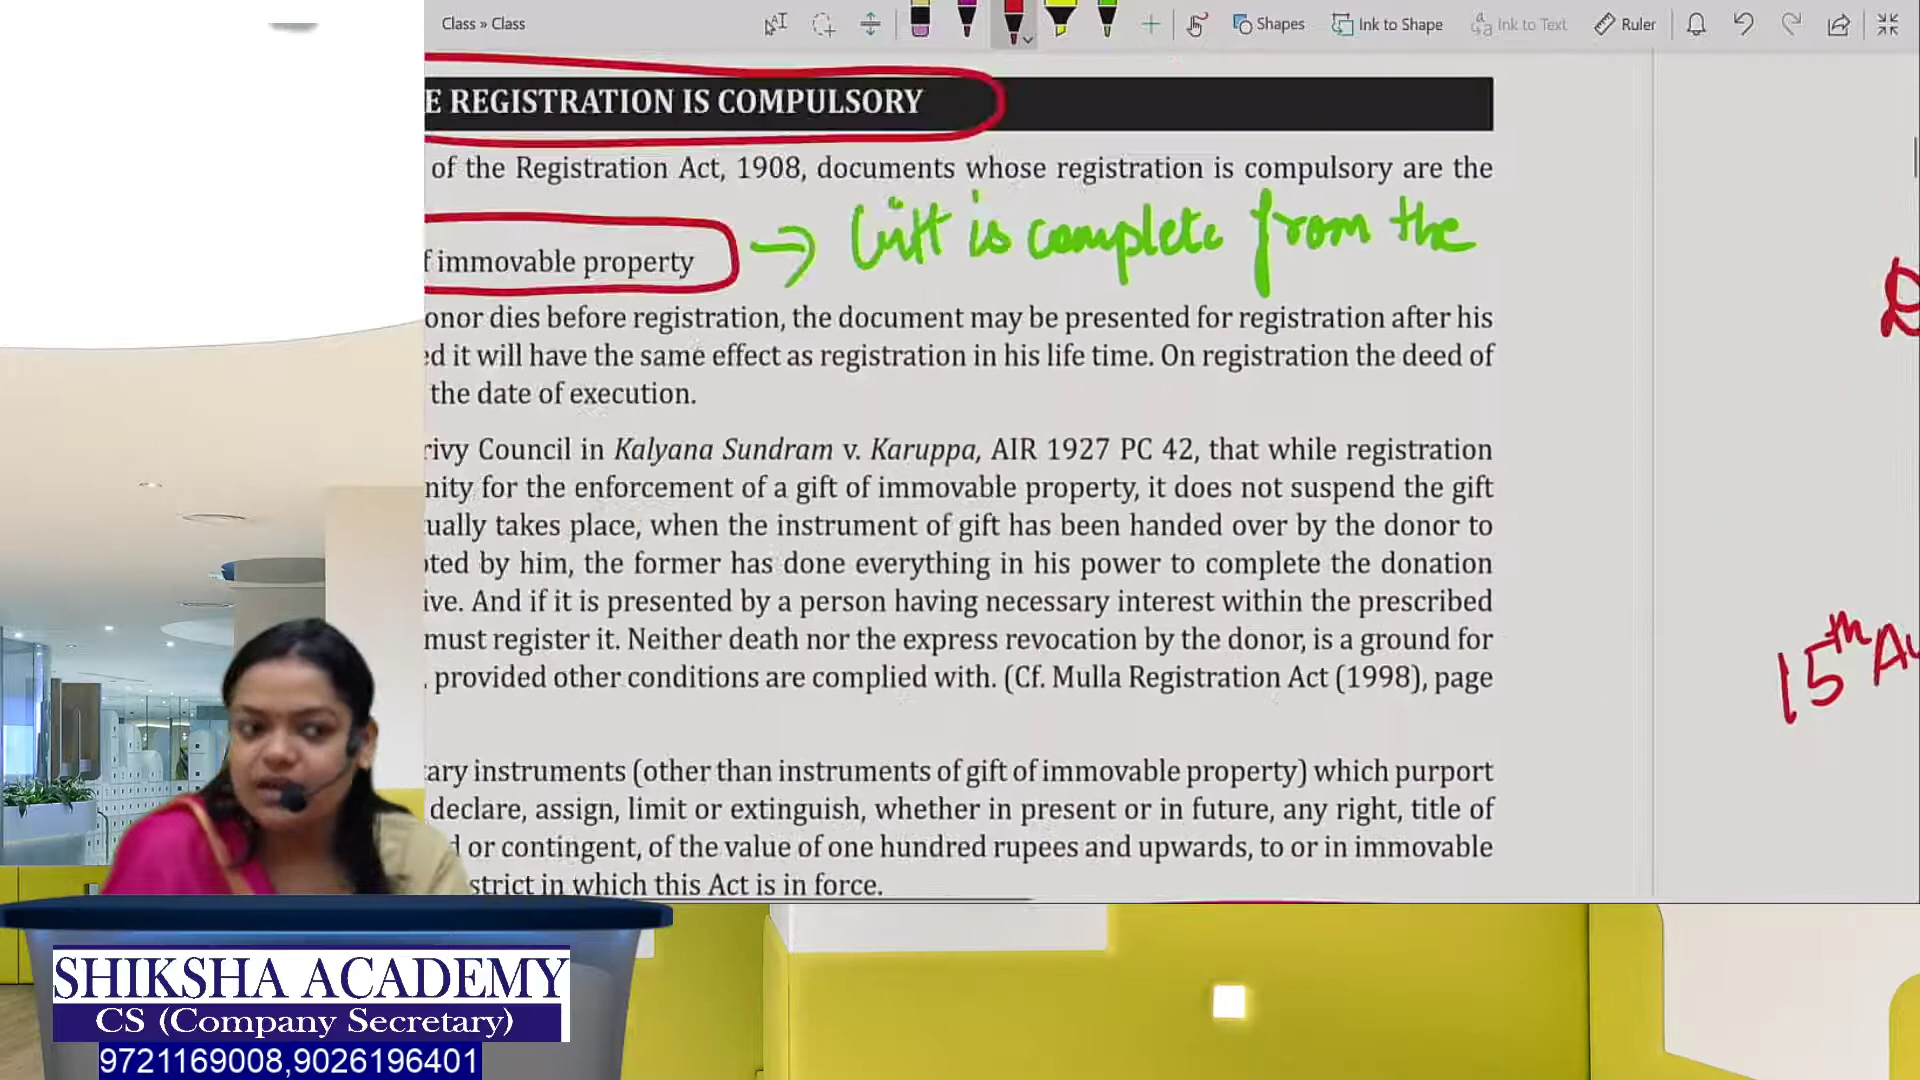 Class » Class
Shapes
Ink to Shape
Ink to Text
Ruler
E REGISTRATION IS COMPULSORY
of the Registration Act, 1908, documents whose registration is compulsory are the
Gift is complete from the
f immovable property
onor dies before registration, the document may be presented for registration after his
ed it will have the same effect as registration in his life time. On registration the deed of
the date of execution.
rivy Council in Kalyana Sundram v. Karuppa, AIR 1927 PC 42, that while registration
nity for the enforcement of a gift of immovable property, it does not suspend the gift
tually takes place, when the instrument of gift has been handed over by the donor to
pted by him, the former has done everything in his power to complete the donation
ive. And if it is presented by a person having necessary interest within the prescribed
must register it. Neither death nor the express revocation by the donor, is a ground for
, provided other conditions are complied with. (Cf. Mulla Registration Act (1998), page
15th Au
tary instruments (other than instruments of gift of immovable property) which purport
declare, assign, limit or extinguish, whether in present or in future, any right, title of
d or contingent, of the value of one hundred rupees and upwards, to or in immovable
strict in which this Act is in force.
SHIKSHA ACADEMY
CS (Company Secretary)
9721169008,9026196401